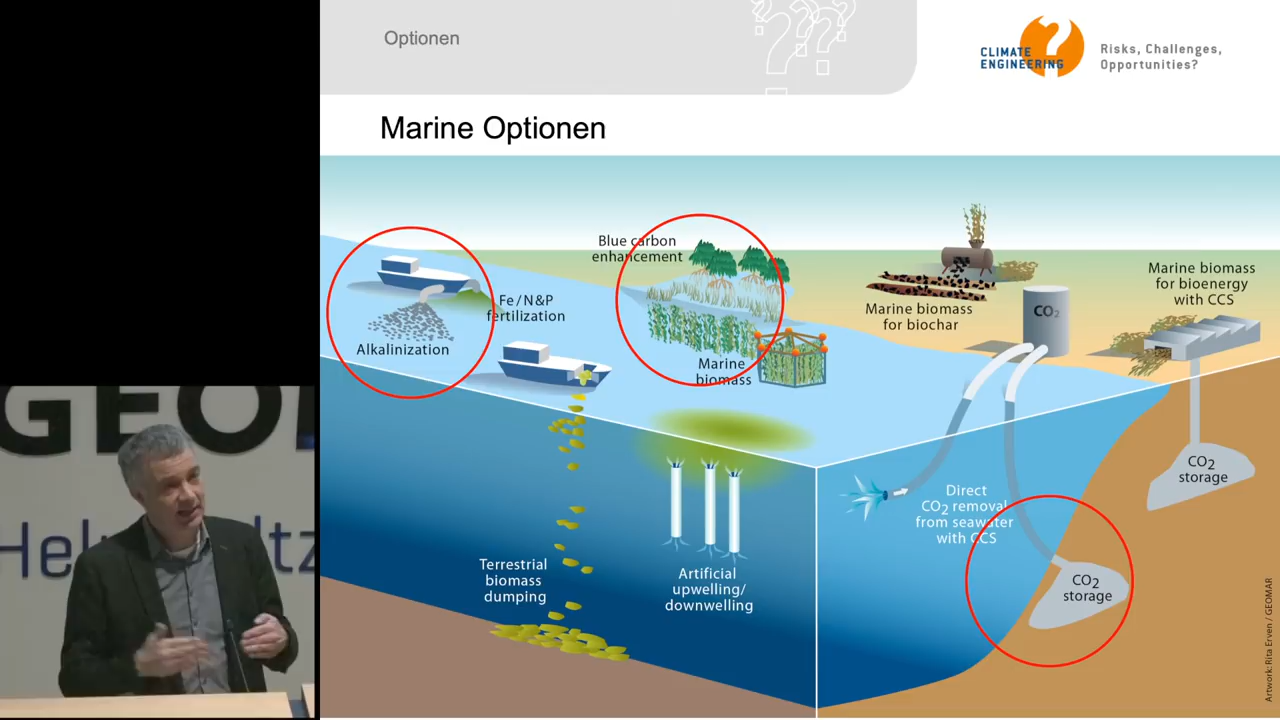 Optionen
CLIMATE
ENGINEERING
Risks, Challenges,
Opportunities?
Marine Optionen
Blue carbon
enhancement
Fe/N&P
fertilization
Alkalinization
Marine
biomass
Marine biomass
for biochar
CO2
Marine biomass
for bioenergy
with CCS
CO2
storage
Direct
CO2 removal
from seawater
with CCS
Terrestrial
biomass
dumping
Artificial
upwelling/
downwelling
CO2
storage
Artwork: Rita Erven / GEOMAR
GEO
Hel
tz